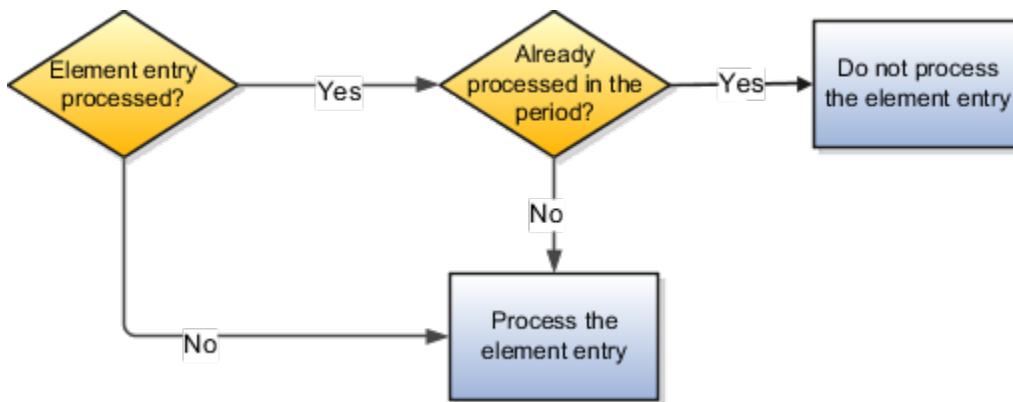 Element entry
processed?
Yes
Already
processed in the
period?
Yes
Do not process
the element entry
No
Process the
element entry
No